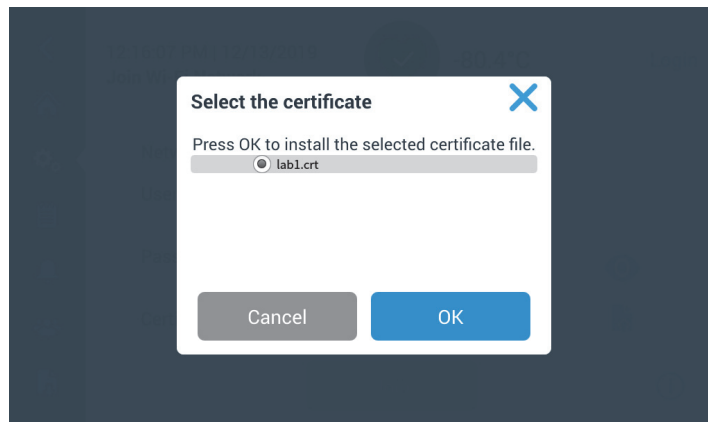 Select the certificate
Press OK to install the selected certificate file.
lab1.crt
Cancel
OK